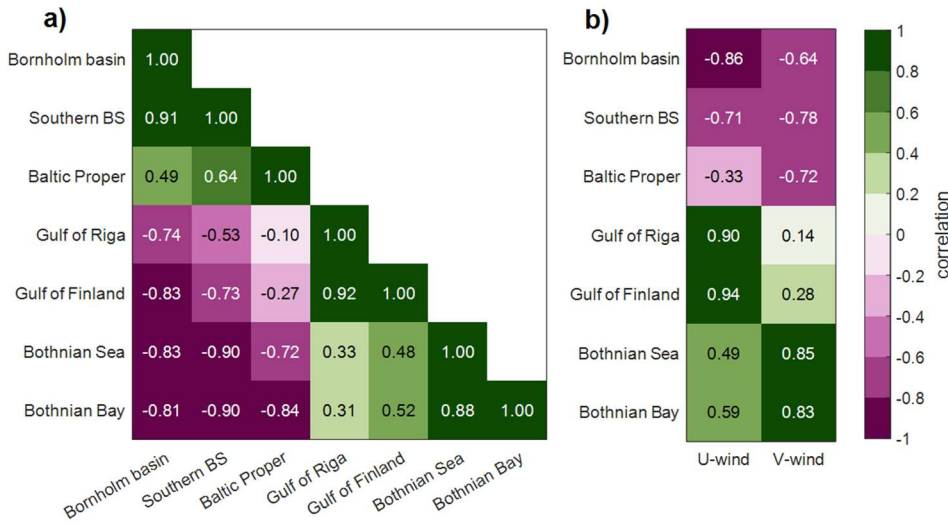 a)
Bornholm basin 1.00
Southern BS 0.91 1.00
Baltic Proper 0.49 0.64 1.00
Gulf of Riga -0.74 -0.53 -0.10 1.00
Gulf of Finland -0.83 -0.73 -0.27 0.92 1.00
Bothnian Sea -0.83 -0.90 -0.72 0.33 0.48 1.00
Bothnian Bay -0.81 -0.90 -0.84 0.31 0.52 0.88 1.00
Bornholm basin Southern BS Baltic Proper Gulf of Riga Gulf of Finland Bothnian Sea Bothnian Bay
b)
Bornholm basin -0.86 -0.64
Southern BS -0.71 -0.78
Baltic Proper -0.33 -0.72
Gulf of Riga 0.90 0.14
Gulf of Finland 0.94 0.28
Bothnian Sea 0.49 0.85
Bothnian Bay 0.59 0.83
U-wind V-wind
1
0.8
0.6
0.4
0.2
0
-0.2
-0.4
-0.6
-0.8
-1
correlation